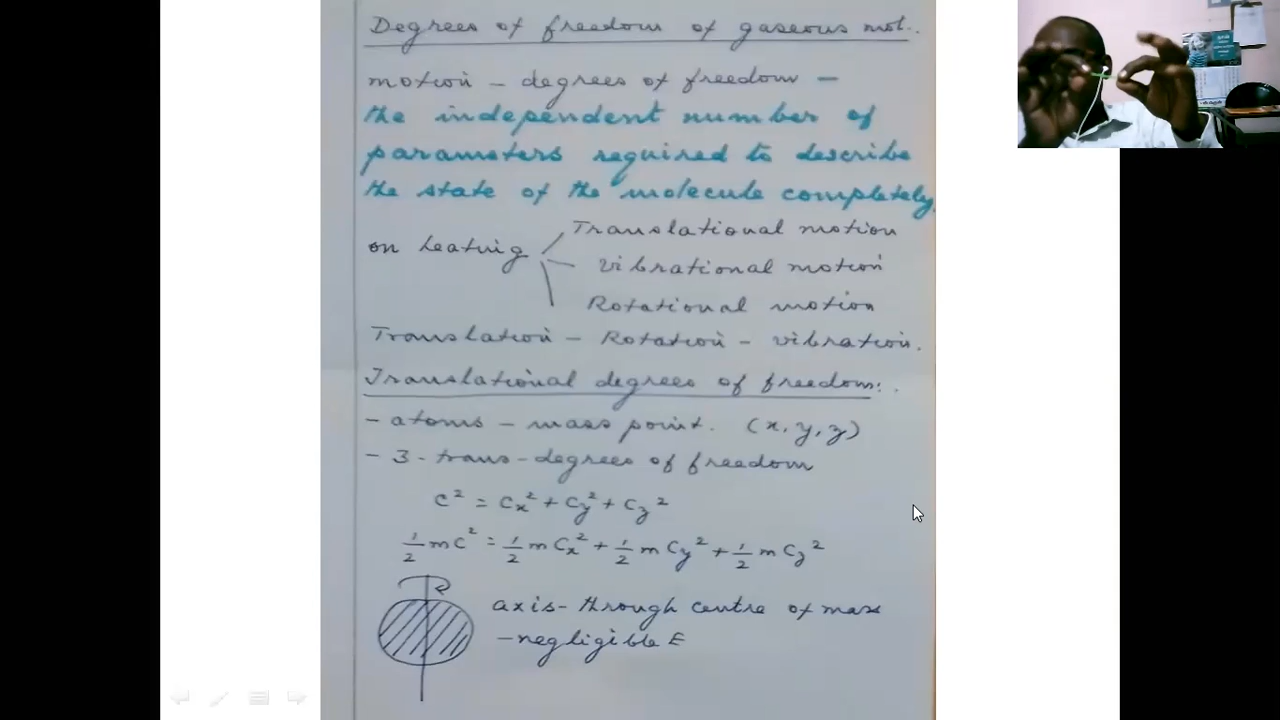 Degrees of freedom of gaseous mol..
motion - degrees of freedom -
the independent number of
parameters required to describe
the state of the molecule completely.
on heating
Translational motion
vibrational motion
Rotational motion
Translation - Rotation - vibration.
Translational degrees of freedom:.
- atoms - mass point. (x, y, z)
- 3 - trans - degrees of freedom
c² = Cx² + Cy² + Cz²
½ mc² = ½ m Cx² + ½ m Cy² + ½ m Cz²
axis - through centre of mass
- negligible E